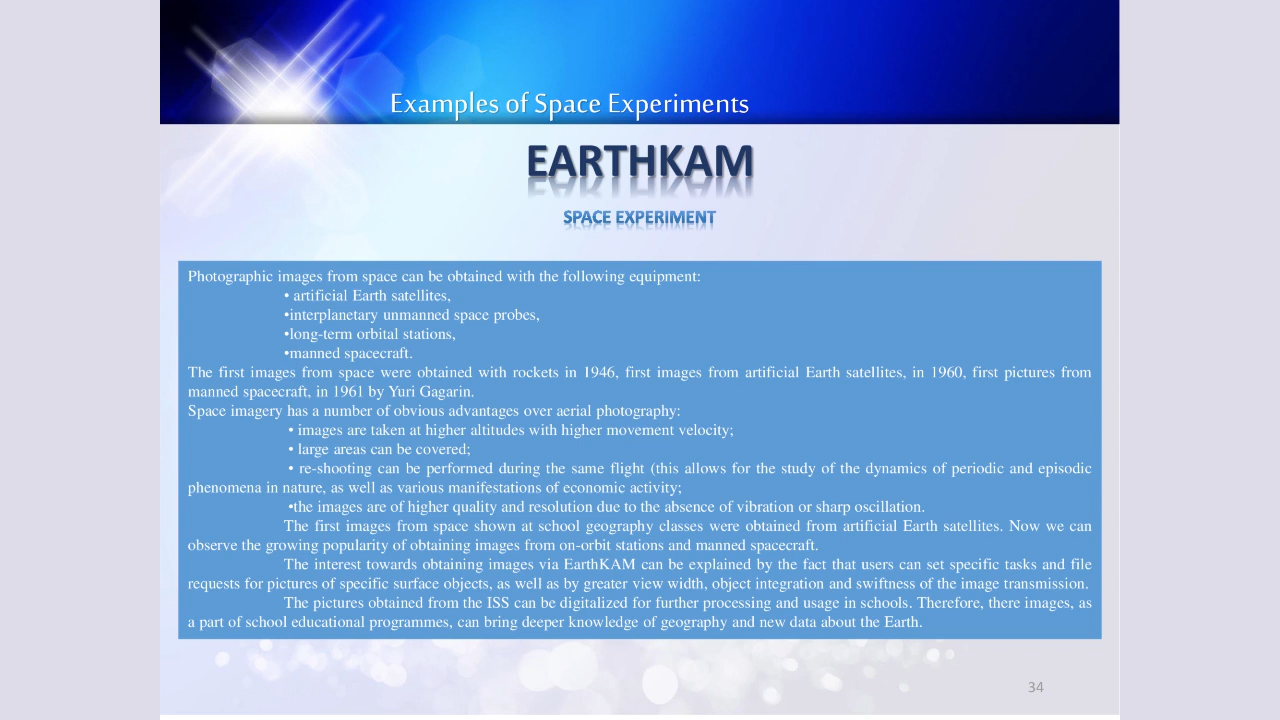 Examples of Space Experiments
EARTHKAM
SPACE EXPERIMENT
Photographic images from space can be obtained with the following equipment:
• artificial Earth satellites,
•interplanetary unmanned space probes,
•long-term orbital stations,
•manned spacecraft.
The first images from space were obtained with rockets in 1946, first images from artificial Earth satellites, in 1960, first pictures from
manned spacecraft, in 1961 by Yuri Gagarin.
Space imagery has a number of obvious advantages over aerial photography:
• images are taken at higher altitudes with higher movement velocity;
• large areas can be covered;
• re-shooting can be performed during the same flight (this allows for the study of the dynamics of periodic and episodic
phenomena in nature, as well as various manifestations of economic activity;
•the images are of higher quality and resolution due to the absence of vibration or sharp oscillation.
The first images from space shown at school geography classes were obtained from artificial Earth satellites. Now we can
observe the growing popularity of obtaining images from on-orbit stations and manned spacecraft.
The interest towards obtaining images via EarthKAM can be explained by the fact that users can set specific tasks and file
requests for pictures of specific surface objects, as well as by greater view width, object integration and swiftness of the image transmission.
The pictures obtained from the ISS can be digitalized for further processing and usage in schools. Therefore, there images, as
a part of school educational programmes, can bring deeper knowledge of geography and new data about the Earth.
34